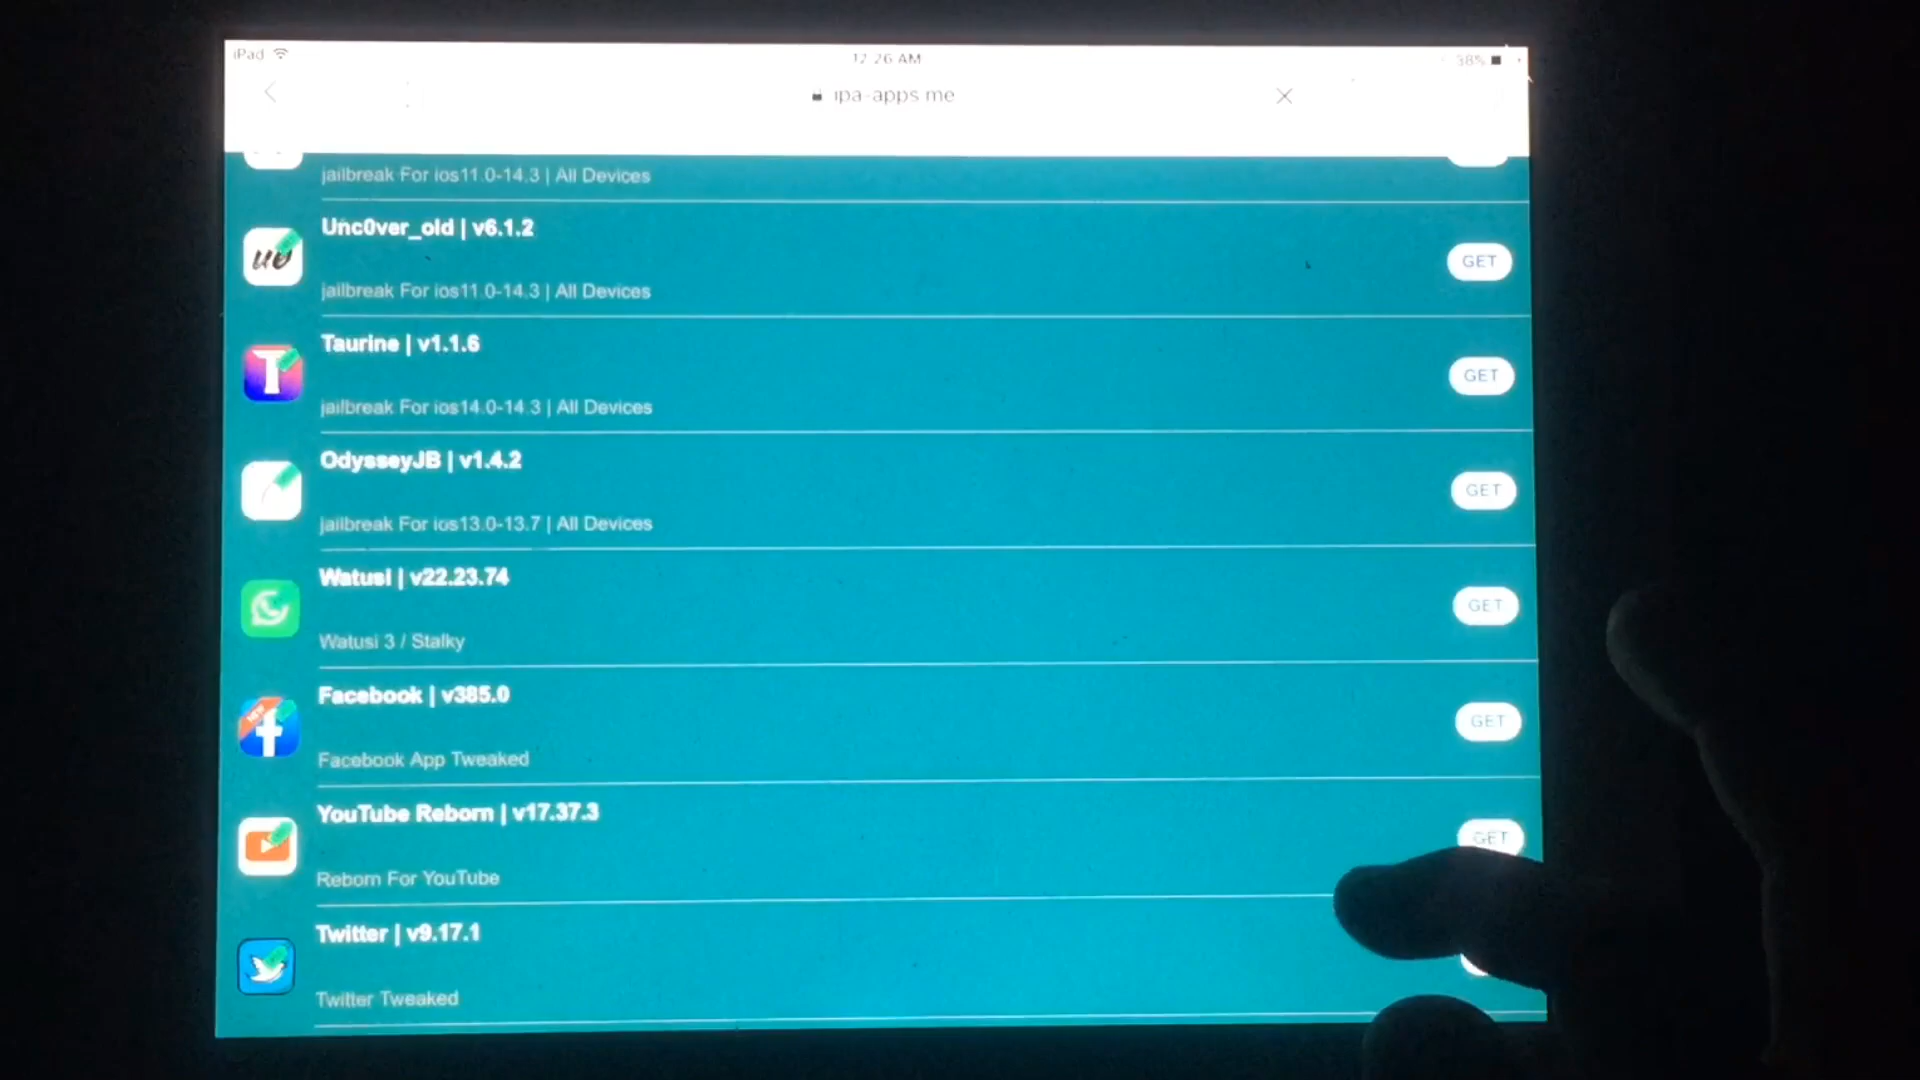 iPad
12:26 AM
38%
ipa-apps me
jailbreak For ios11.0-14.3 | All Devices
Unc0ver_old | v6.1.2
GET
jailbreak For ios11.0-14.3 | All Devices
Taurine | v1.1.6
GET
jailbreak For ios14.0-14.3 | All Devices
OdysseyJB | v1.4.2
GET
jailbreak For ios13.0-13.7 | All Devices
Watusi | v22.23.74
GET
Watusi 3 / Stalky
Facebook | v385.0
NEW
GET
Facebook App Tweaked
YouTube Reborn | v17.37.3
GET
Reborn For YouTube
Twitter | v9.17.1
Twitter Tweaked